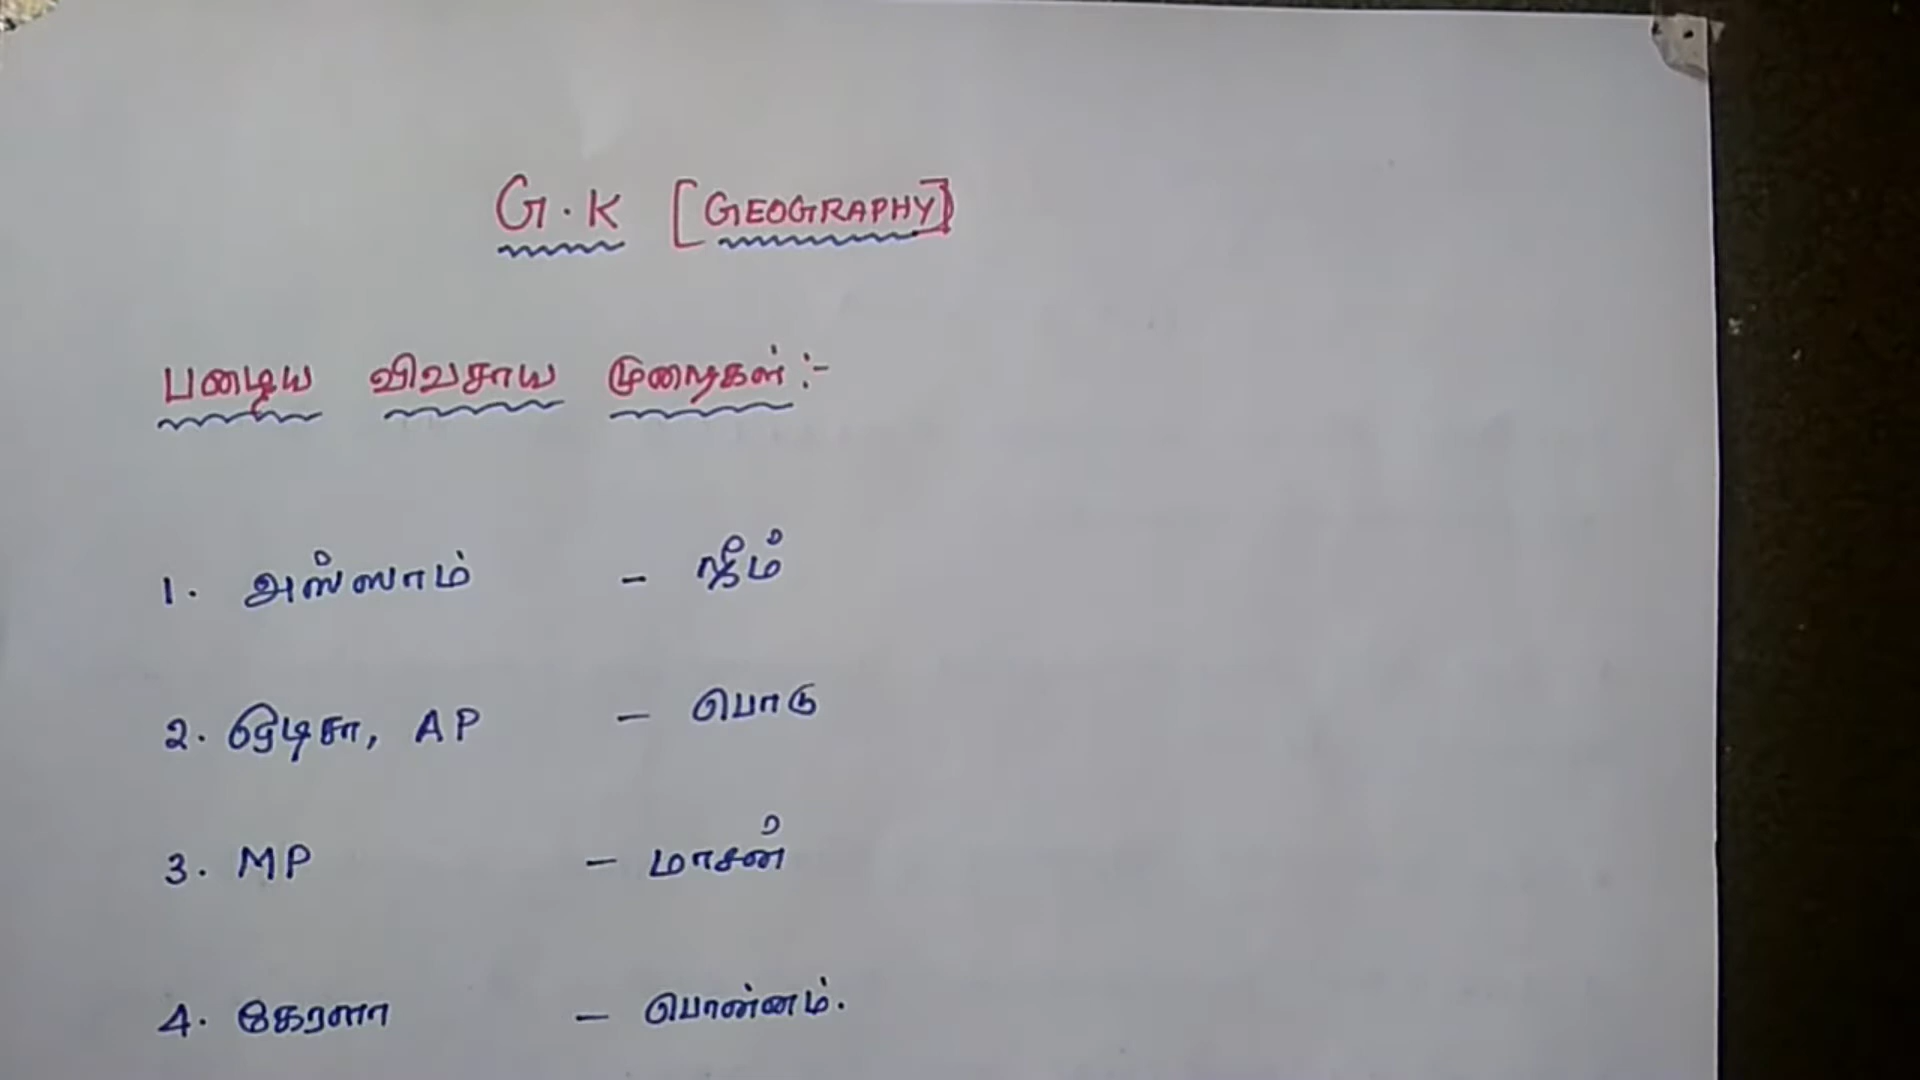 G.K [GEOGRAPHY]
பழைய விவசாய முறைகள் :-
1. அஸ்ஸாம் - ஜீம்
2. ஒடிசா, AP - பொடு
3. MP - மாசன்
4. கேரளா - பொன்னம்.